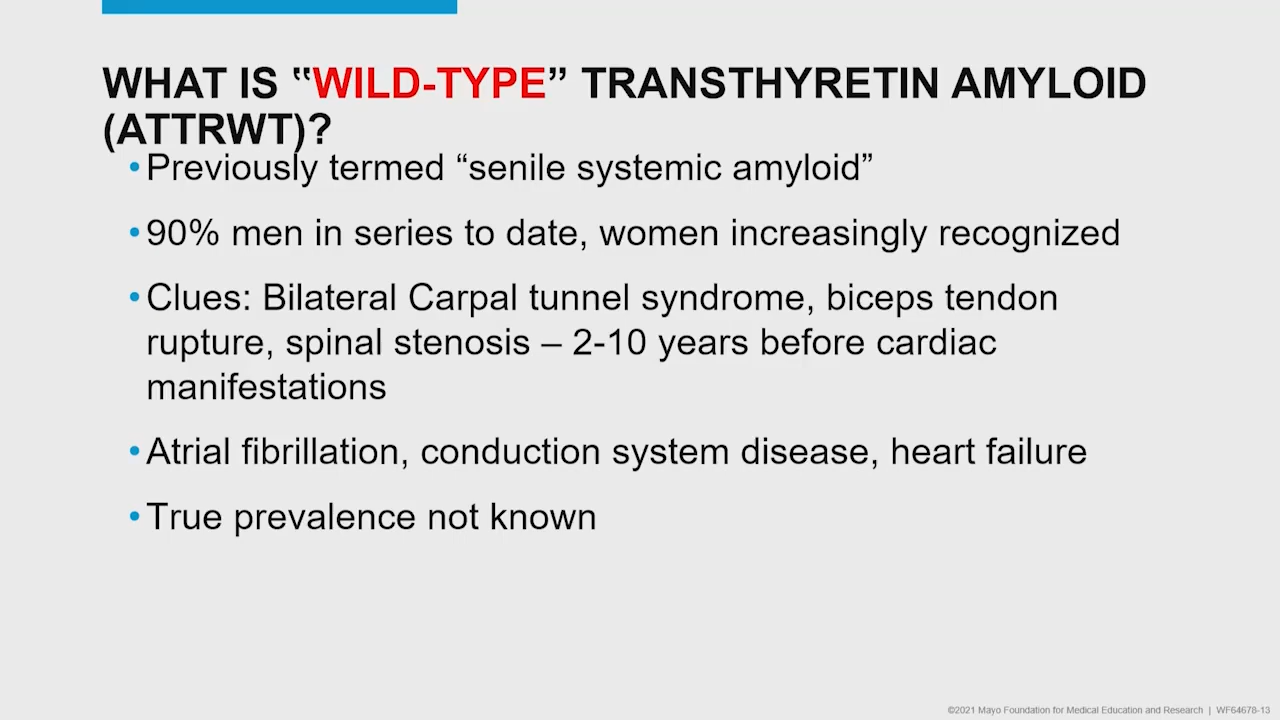 WHAT IS “WILD-TYPE” TRANSTHYRETIN AMYLOID
(ATTRWT)?
•Previously termed “senile systemic amyloid”
•90% men in series to date, women increasingly recognized
•Clues: Bilateral Carpal tunnel syndrome, biceps tendon
rupture, spinal stenosis – 2-10 years before cardiac
manifestations
•Atrial fibrillation, conduction system disease, heart failure
•True prevalence not known
©2021 Mayo Foundation for Medical Education and Research | WF64678-13